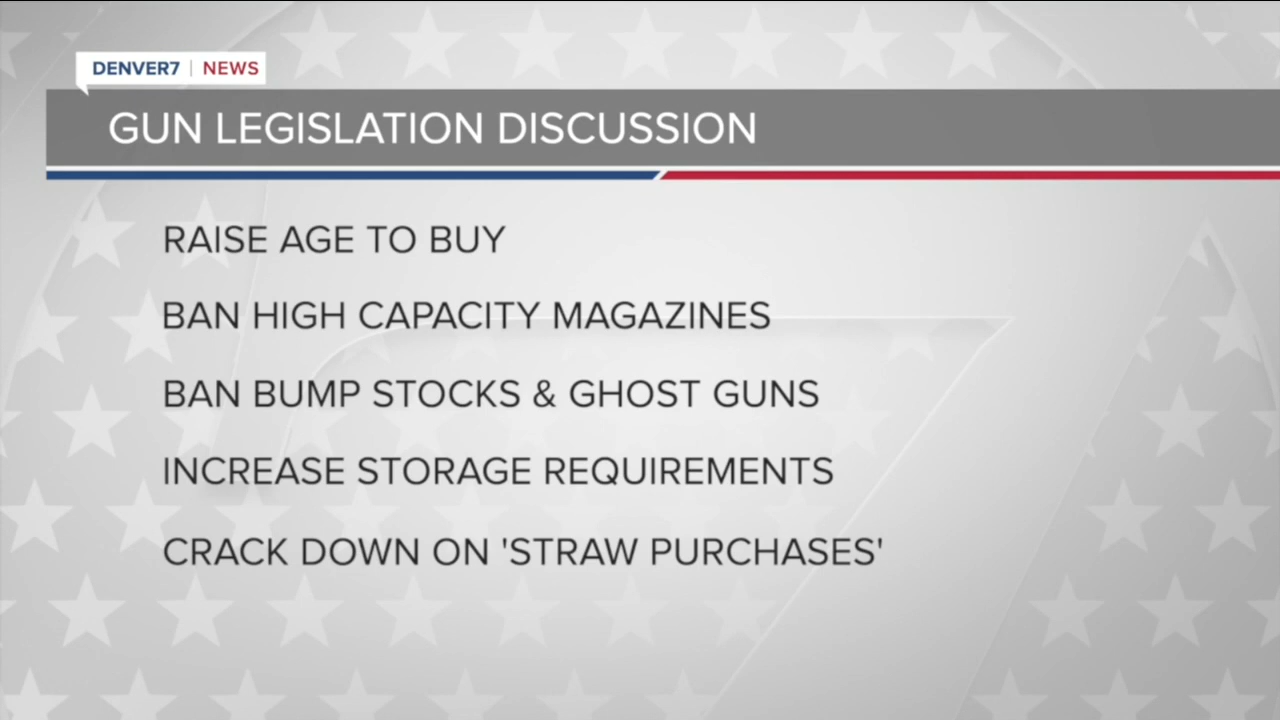 DENVER7 | NEWS
GUN LEGISLATION DISCUSSION
RAISE AGE TO BUY
BAN HIGH CAPACITY MAGAZINES
BAN BUMP STOCKS & GHOST GUNS
INCREASE STORAGE REQUIREMENTS
CRACK DOWN ON 'STRAW PURCHASES'